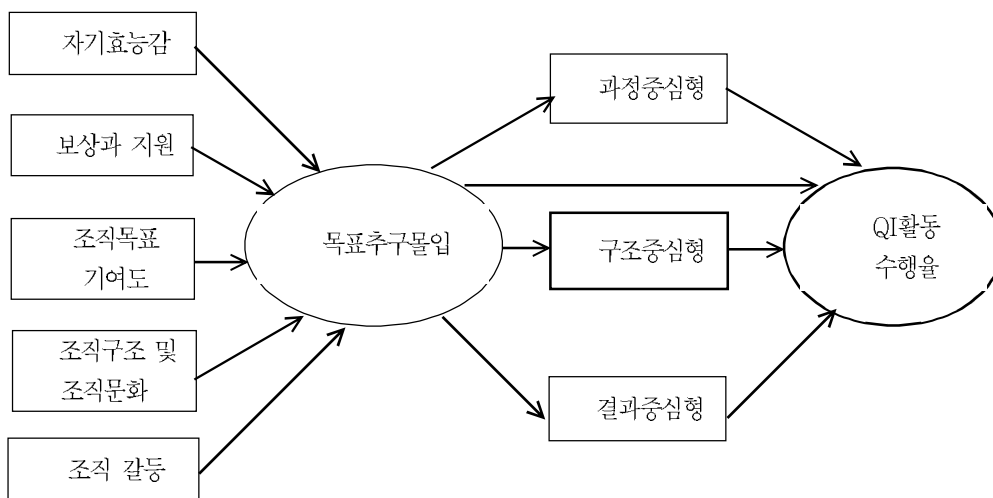 자기효능감
보상과 지원
조직목표
기여도
조직구조 및
조직문화
조직 갈등
목표추구몰입
과정중심형
구조중심형
결과중심형
QI활동
수행율